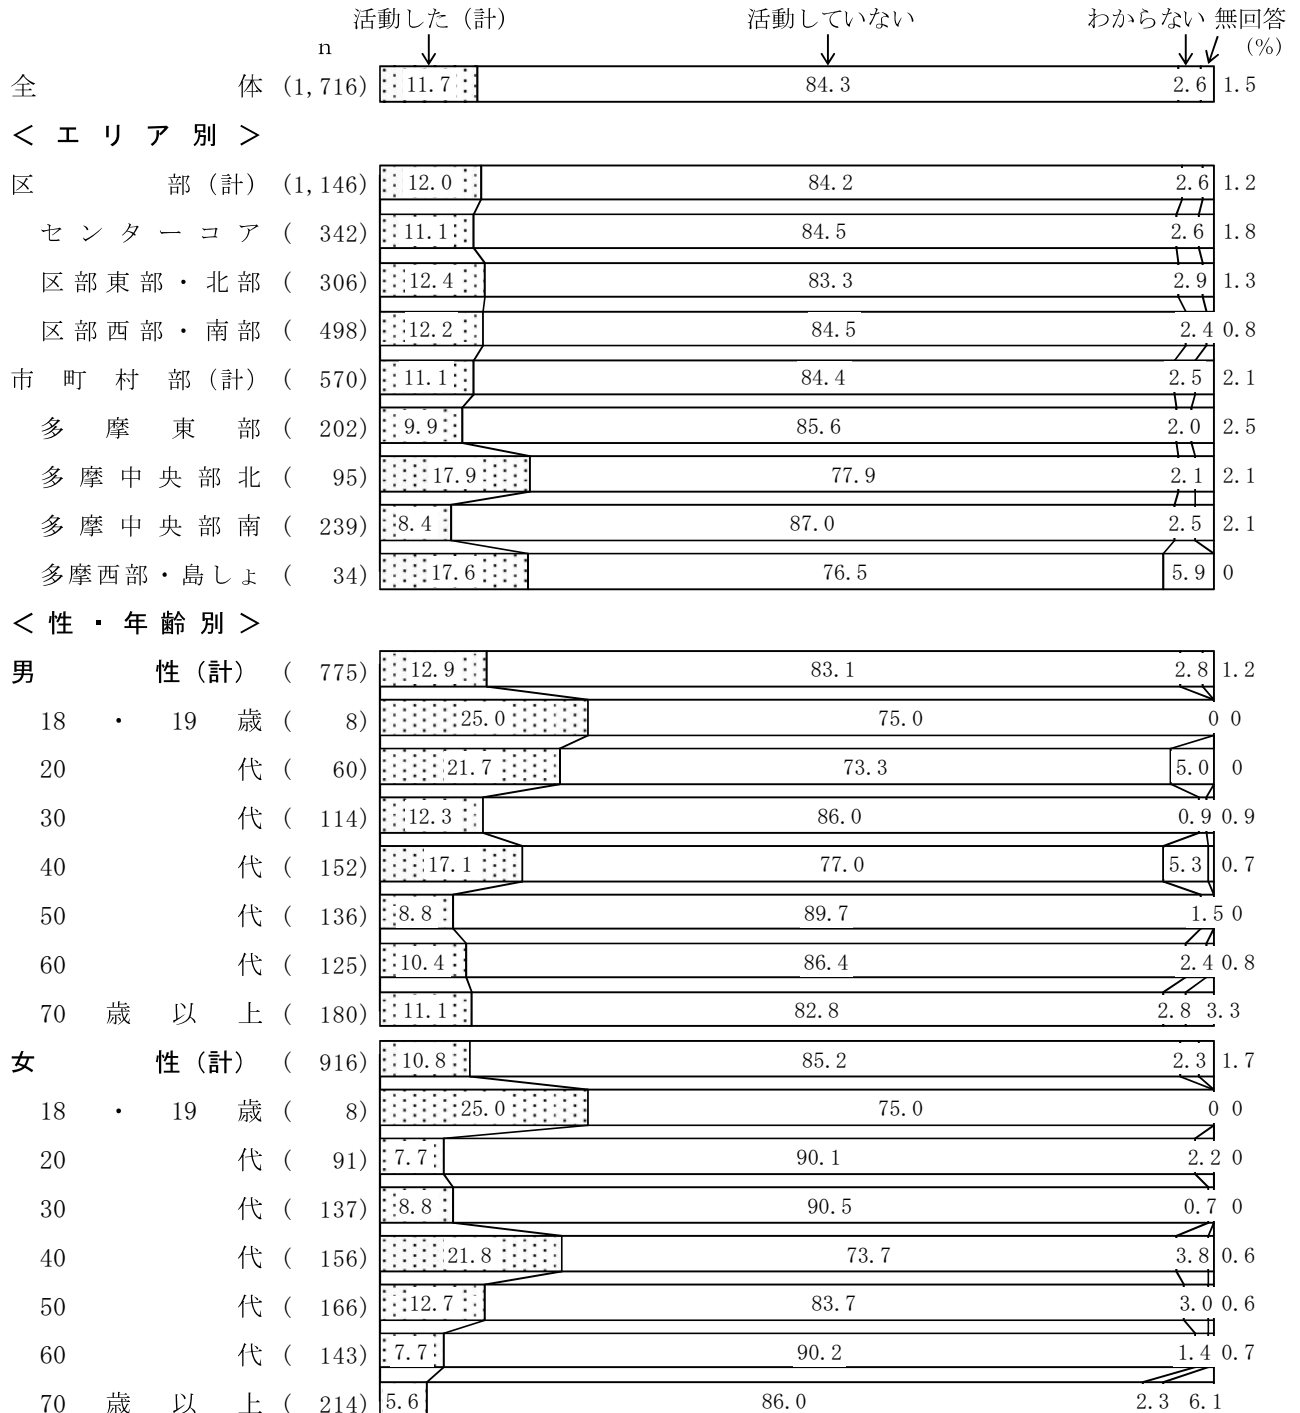 活動した（計） 活動していない わからない 無回答
n (%)
全体 (1,716) 11.7 84.3 2.6 1.5
＜エリア別＞
区部（計） (1,146) 12.0 84.2 2.6 1.2
センターコア ( 342) 11.1 84.5 2.6 1.8
区部東部・北部 ( 306) 12.4 83.3 2.9 1.3
区部西部・南部 ( 498) 12.2 84.5 2.4 0.8
市町村部（計） ( 570) 11.1 84.4 2.5 2.1
多摩東部 ( 202) 9.9 85.6 2.0 2.5
多摩中央部北 ( 95) 17.9 77.9 2.1 2.1
多摩中央部南 ( 239) 8.4 87.0 2.5 2.1
多摩西部・島しょ ( 34) 17.6 76.5 5.9 0
＜性・年齢別＞
男性（計） ( 775) 12.9 83.1 2.8 1.2
18・19歳 ( 8) 25.0 75.0 0 0
20代 ( 60) 21.7 73.3 5.0 0
30代 ( 114) 12.3 86.0 0.9 0.9
40代 ( 152) 17.1 77.0 5.3 0.7
50代 ( 136) 8.8 89.7 1.5 0
60代 ( 125) 10.4 86.4 2.4 0.8
70歳以上 ( 180) 11.1 82.8 2.8 3.3
女性（計） ( 916) 10.8 85.2 2.3 1.7
18・19歳 ( 8) 25.0 75.0 0 0
20代 ( 91) 7.7 90.1 2.2 0
30代 ( 137) 8.8 90.5 0.7 0
40代 ( 156) 21.8 73.7 3.8 0.6
50代 ( 166) 12.7 83.7 3.0 0.6
60代 ( 143) 7.7 90.2 1.4 0.7
70歳以上 ( 214) 5.6 86.0 2.3 6.1